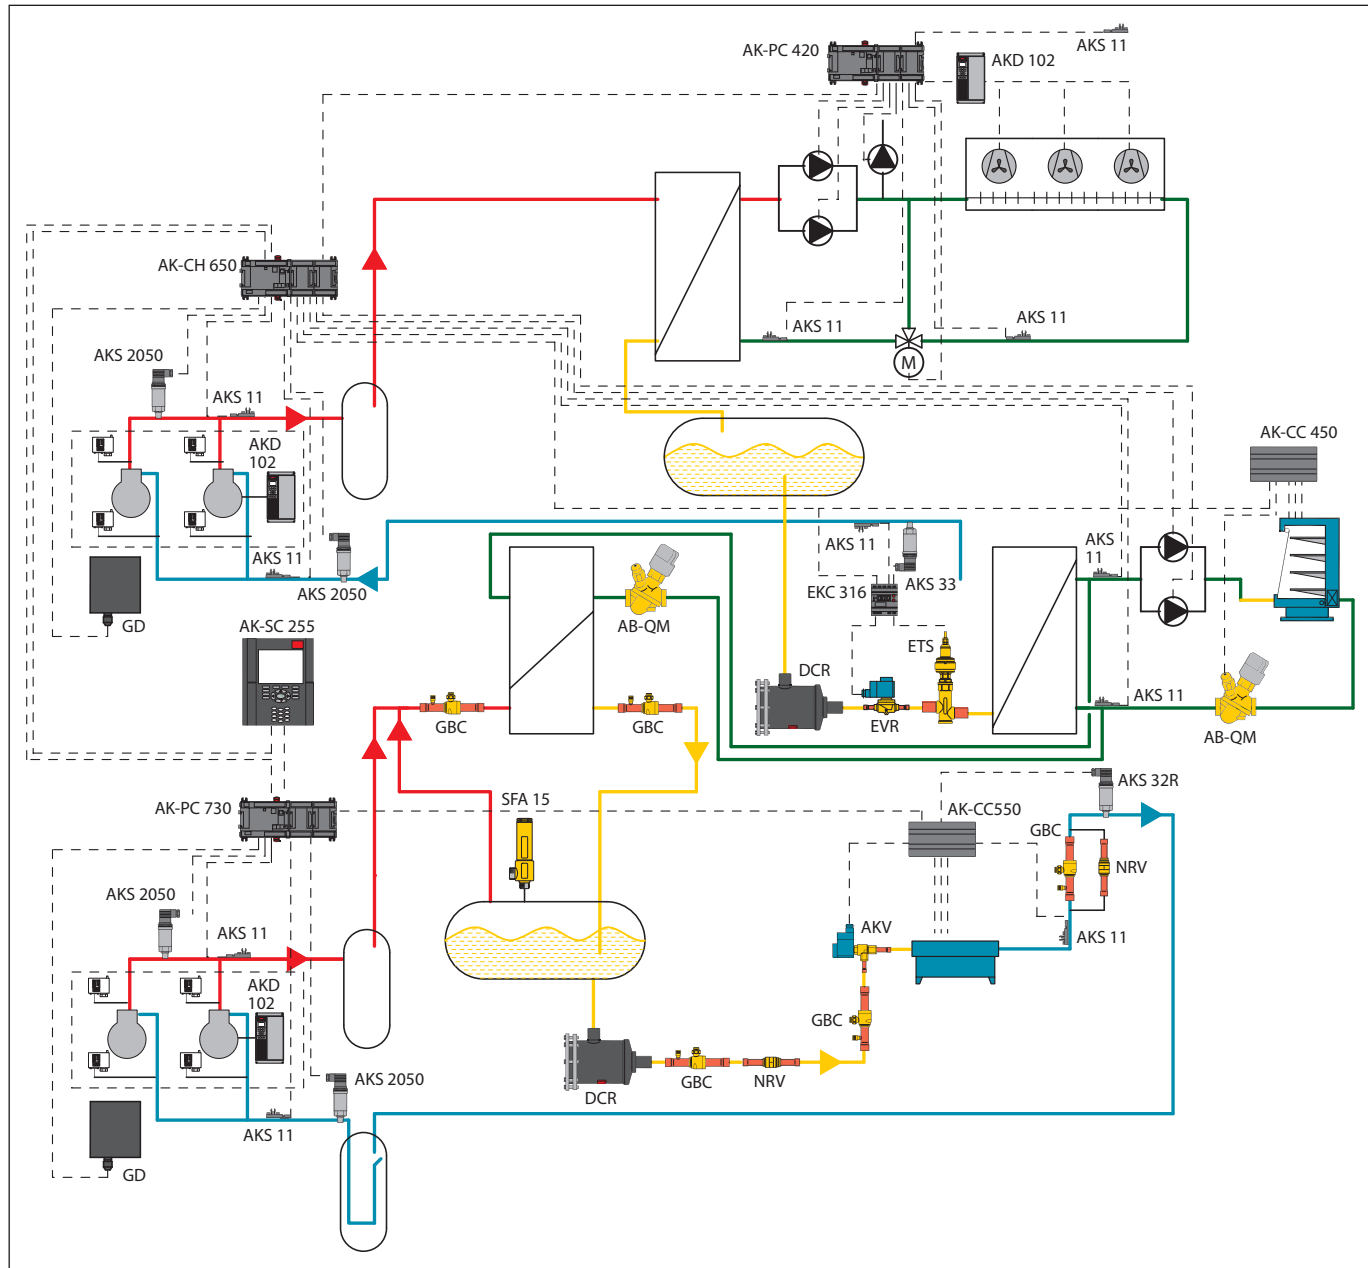 AK-PC 420
AKS 11
AKD 102
AK-CH 650
AKS 11
AKS 11
M
AKS 2050
AKS 11
AKD
102
AK-CC 450
AKS 11
AKS
11
AKS 33
AKS 11
AKS 2050
EKC 316
GD
AB-QM
AK-SC 255
ETS
DCR
AKS 11
GBC
GBC
EVR
AB-QM
AKS 32R
SFA 15
AK-PC 730
AK-CC550
GBC
NRV
AKS 2050
AKS 11
AKV
AKS 11
AKD
102
GBC
GBC
NRV
AKS 2050
DCR
AKS 11
GD